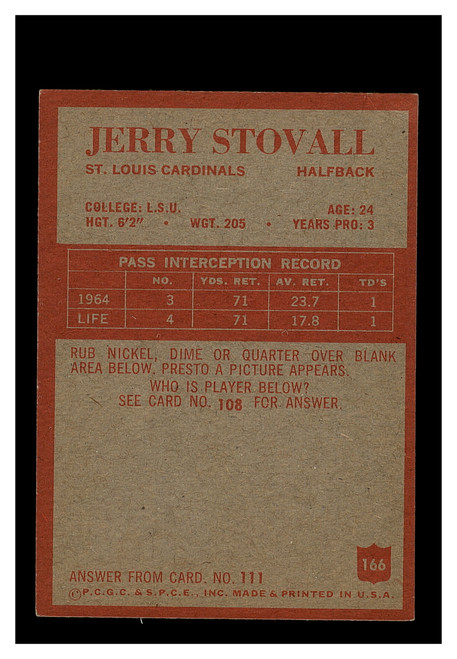 JERRY STOVALL
ST. LOUIS CARDINALS HALFBACK
COLLEGE: L.S.U. AGE: 24
HGT. 6'2" • WGT. 205 • YEARS PRO: 3
PASS INTERCEPTION RECORD
NO. YDS. RET. AV. RET. TD'S
1964 3 71 23.7 1
LIFE 4 71 17.8 1
RUB NICKEL, DIME OR QUARTER OVER BLANK
AREA BELOW. PRESTO A PICTURE APPEARS.
WHO IS PLAYER BELOW?
SEE CARD NO. 108 FOR ANSWER.
166
ANSWER FROM CARD. NO. 111
©P.C.G.C. & S.P.C.E., INC. MADE & PRINTED IN U.S.A.